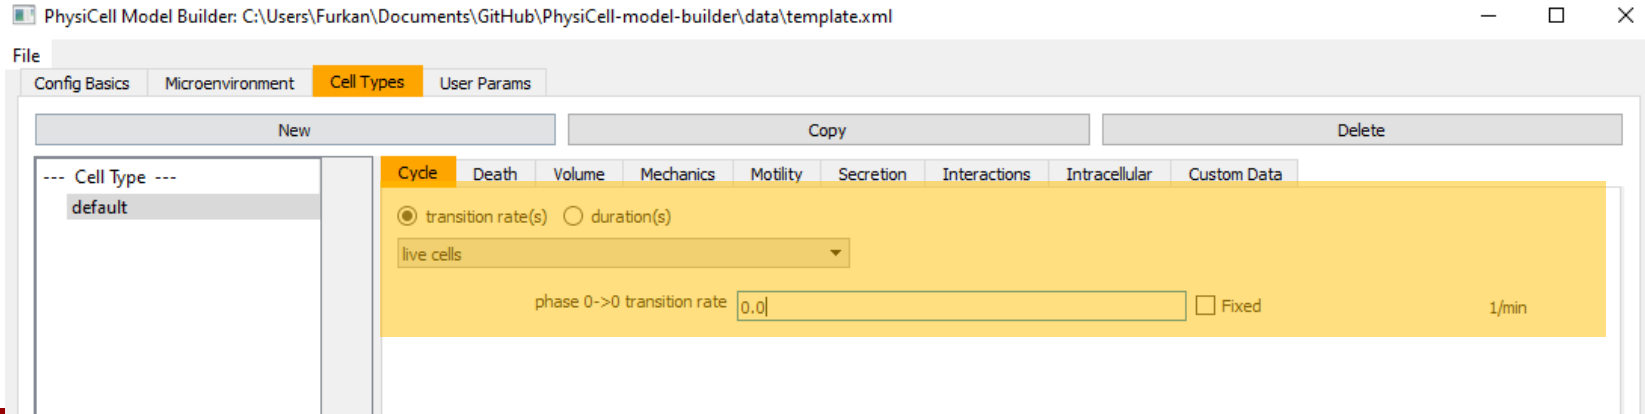 PhysiCell Model Builder: C:\Users\Furkan\Documents\GitHub\PhysiCell-model-builder\data\template.xml
File
Config Basics Microenvironment Cell Types User Params
New Copy Delete
--- Cell Type ---
default
Cycle Death Volume Mechanics Motility Secretion Interactions Intracellular Custom Data
transition rate(s) duration(s)
live cells
phase 0->0 transition rate 0.0 Fixed 1/min